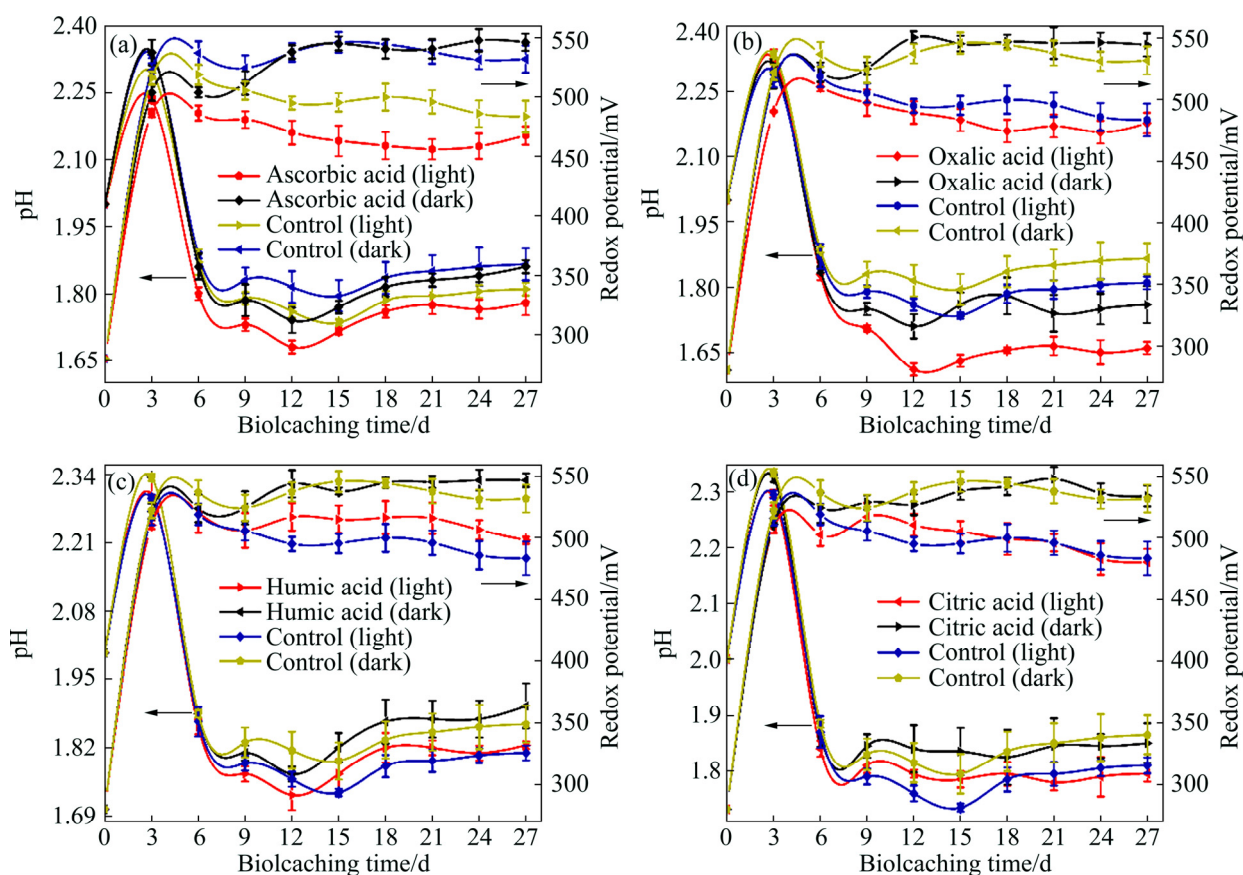 (a)
2.40
2.25
2.10
1.95
1.80
1.65
pH
550
500
450
400
350
300
Redox potential/mV
Ascorbic acid (light)
Ascorbic acid (dark)
Control (light)
Control (dark)
0 3 6 9 12 15 18 21 24 27
Biolcaching time/d
(b)
2.40
2.25
2.10
1.95
1.80
1.65
pH
550
500
450
400
350
300
Redox potential/mV
Oxalic acid (light)
Oxalic acid (dark)
Control (light)
Control (dark)
0 3 6 9 12 15 18 21 24 27
Biolcaching time/d
(c)
2.34
2.21
2.08
1.95
1.82
1.69
pH
550
500
450
400
350
300
Redox potential/mV
Humic acid (light)
Humic acid (dark)
Control (light)
Control (dark)
0 3 6 9 12 15 18 21 24 27
Biolcaching time/d
(d)
2.3
2.2
2.1
2.0
1.9
1.8
pH
550
500
450
400
350
300
Redox potential/mV
Citric acid (light)
Citric acid (dark)
Control (light)
Control (dark)
0 3 6 9 12 15 18 21 24 27
Biolcaching time/d